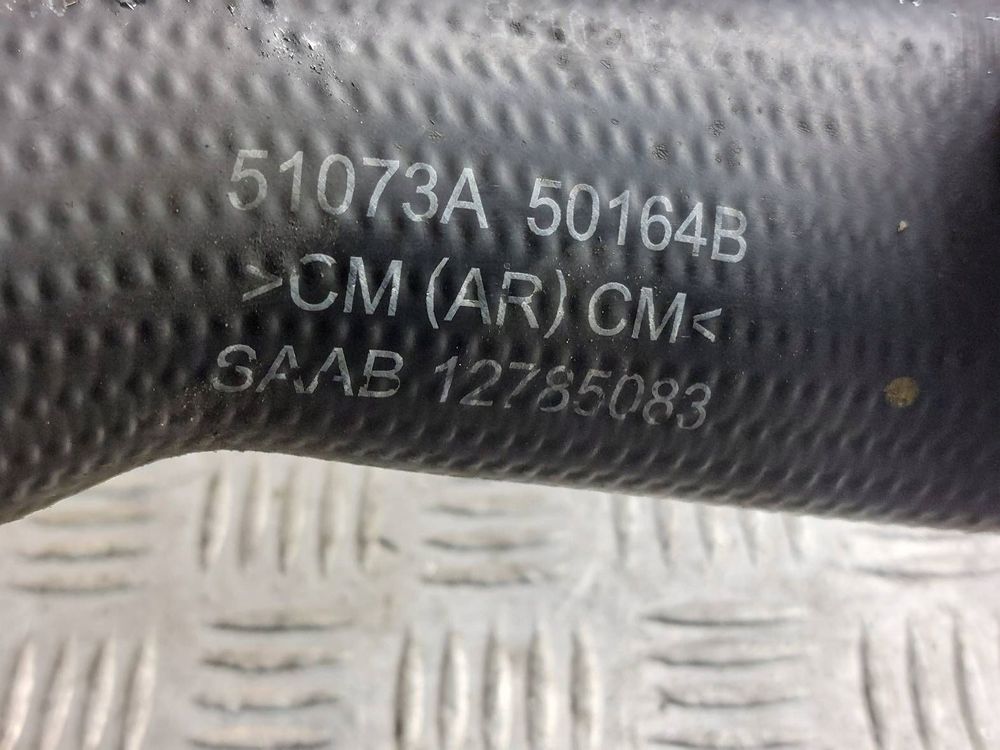 51073A 50164B
>CM (AR) CM<
SAAB 12785083